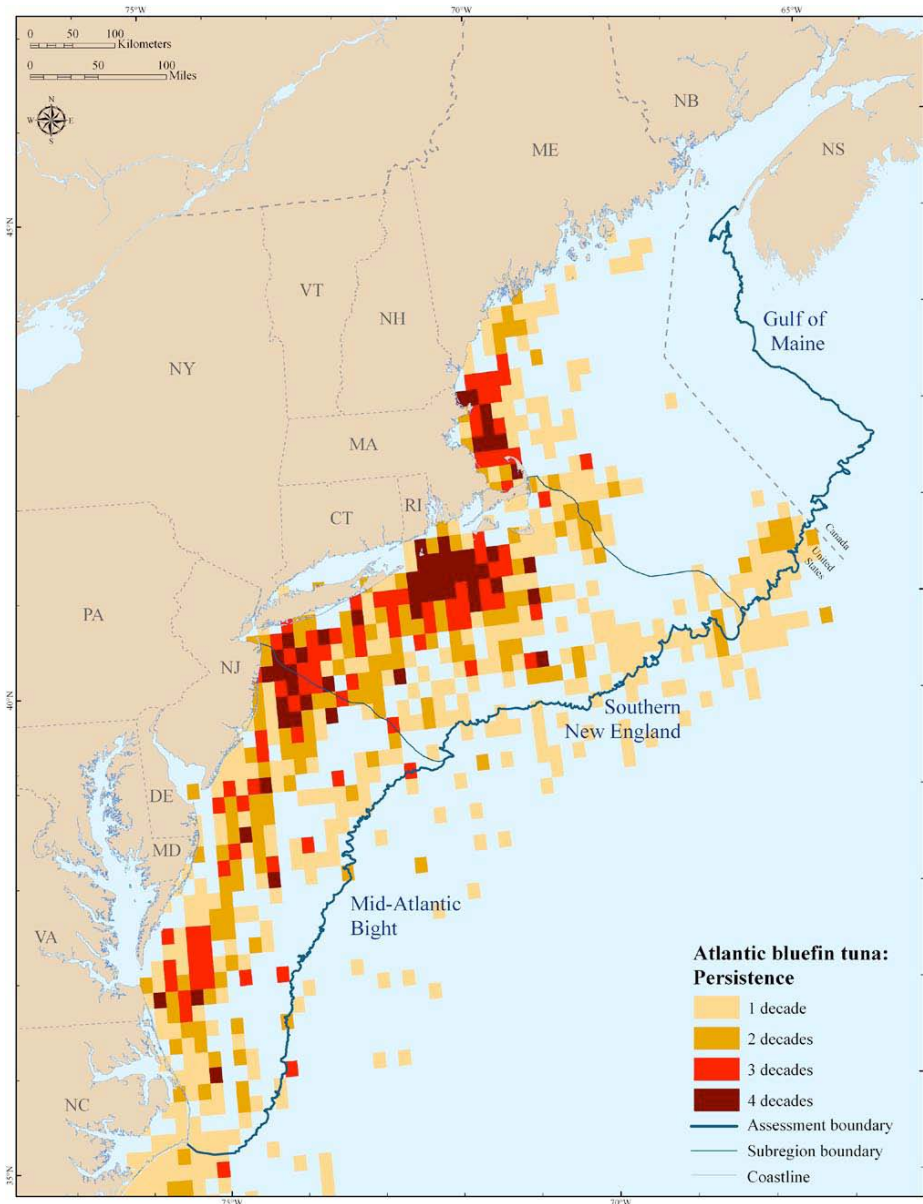 75°W 70°W 65°W
0 50 100
Kilometers
0 50 100
Miles
N
W E
S
NB
ME
NS
45°N
VT
NH
Gulf of
Maine
NY
MA
CT
RI
Canada
United
States
PA
NJ
40°N
Southern
New England
DE
MD
Mid-Atlantic
Bight
VA
Atlantic bluefin tuna:
Persistence
1 decade
2 decades
3 decades
4 decades
NC
Assessment boundary
Subregion boundary
Coastline
35°N
75°W 70°W